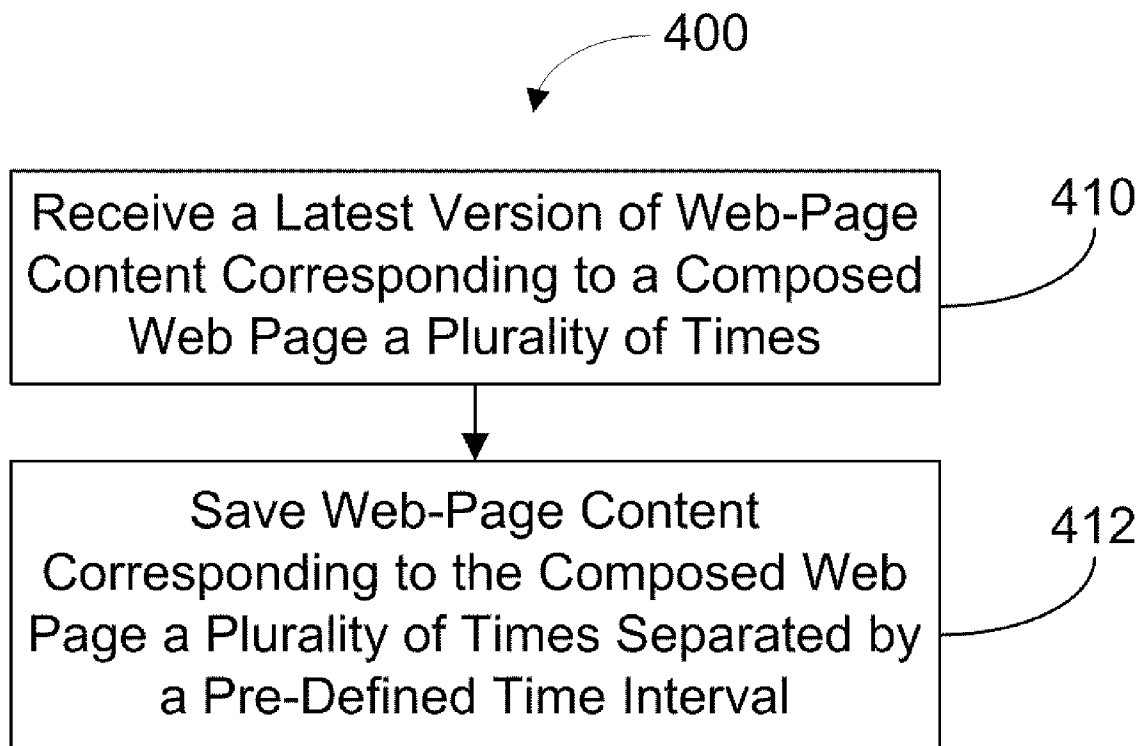 400
Receive a Latest Version of Web-Page
Content Corresponding to a Composed
Web Page a Plurality of Times
410
Save Web-Page Content
Corresponding to the Composed Web
Page a Plurality of Times Separated by
a Pre-Defined Time Interval
412